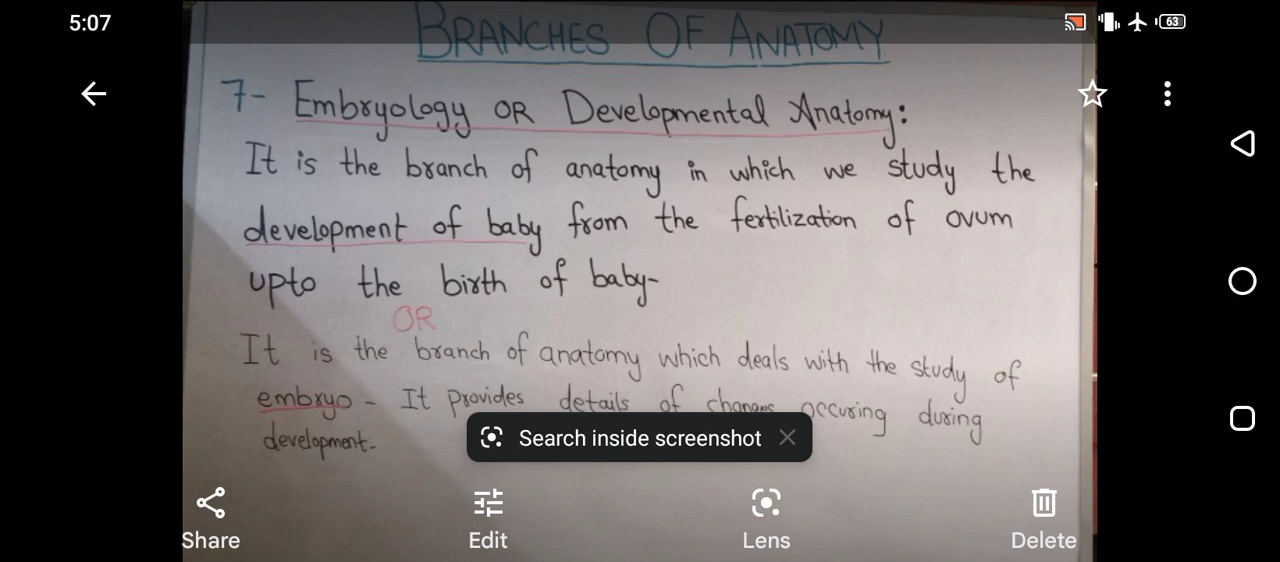 5:07
63
BRANCHES OF ANATOMY
7- Embryology OR Developmental Anatomy:
It is the branch of anatomy in which we study the
development of baby from the fertilization of ovum
upto the birth of baby-
OR
It is the branch of anatomy which deals with the study of
embryo - It provides details of changes occuring during
development-
Search inside screenshot
Share Edit Lens Delete